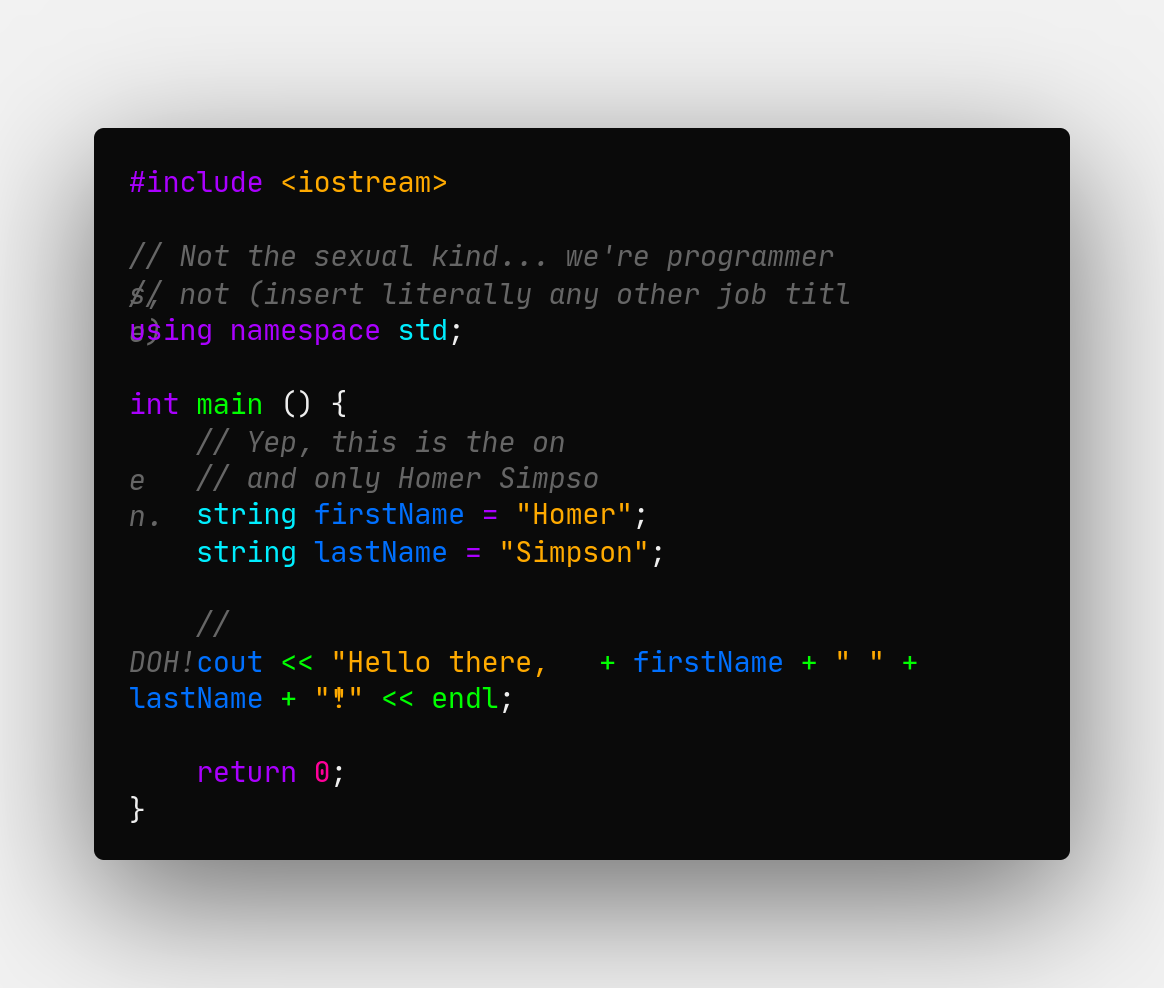 #include <iostream>
// Not the sexual kind... we're programmer
s,
// not (insert literally any other job titl
e)
using namespace std;
int main () {
// Yep, this is the on
e
// and only Homer Simpso
n.
string firstName = "Homer";
string lastName = "Simpson";
//
DOH!
cout << "Hello there, + firstName + " " +
lastName + "!" << endl;
return 0;
}